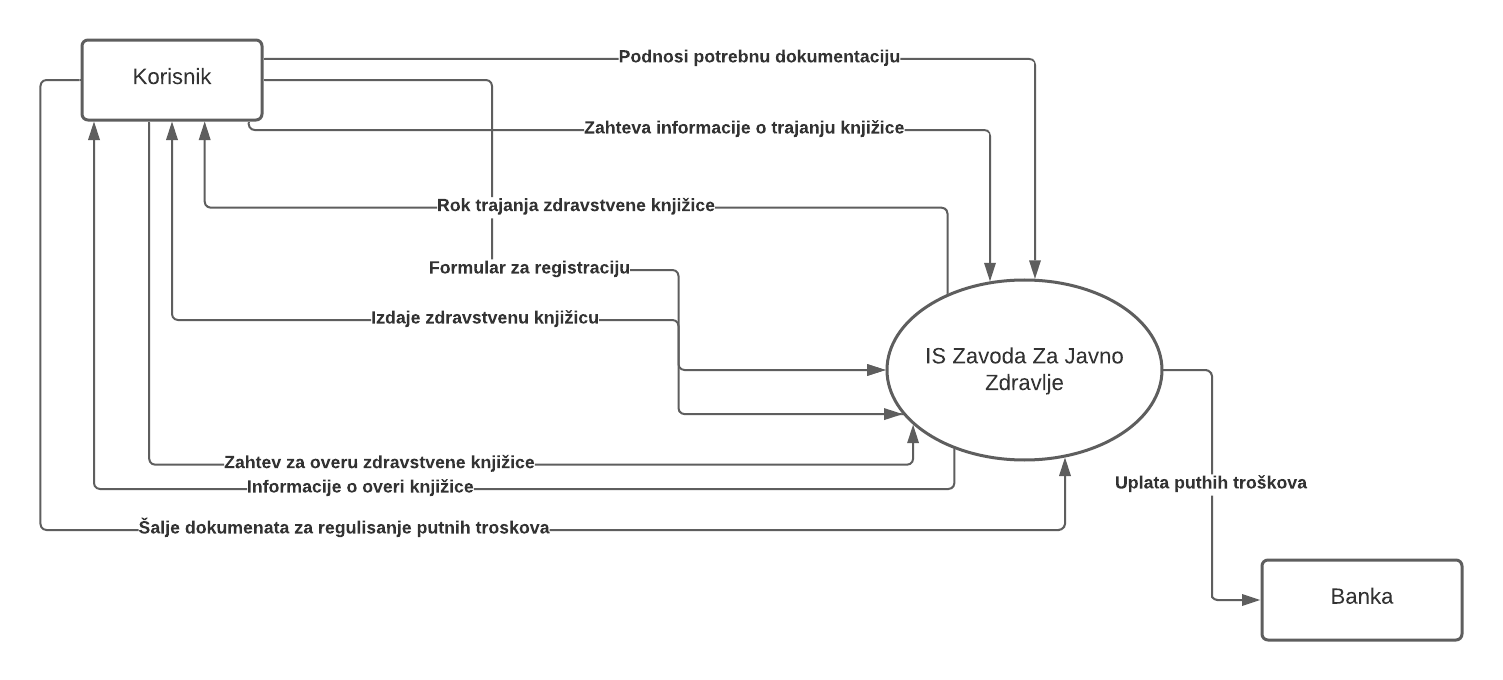 Korisnik
Podnosi potrebnu dokumentaciju
Zahteva informacije o trajanju knjižice
Rok trajanja zdravstvene knjižice
Formular za registraciju
Izdaje zdravstvenu knjižicu
IS Zavoda Za Javno
Zdravlje
Zahtev za overu zdravstvene knjižice
Informacije o overi knjižice
Uplata puthih troškova
Šalje dokumenata za regulisanje putnih troskova
Banka